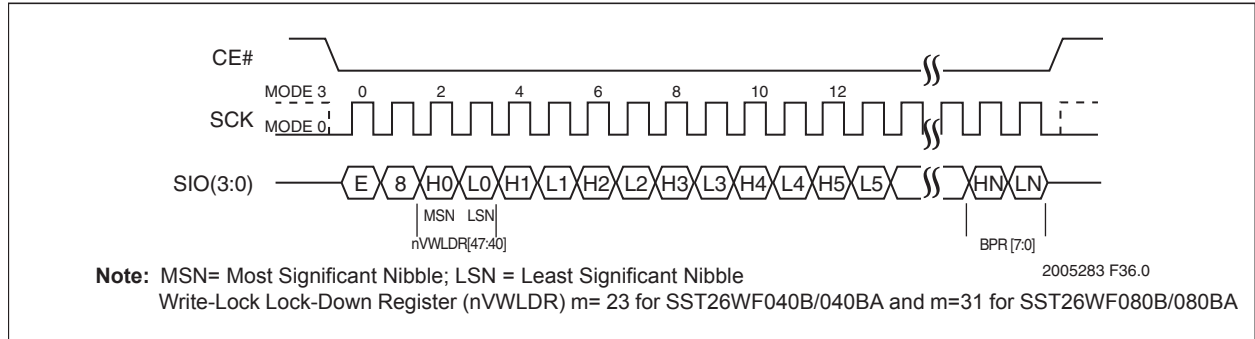 CE#
MODE 3 0 2 4 6 8 10 12
SCK
MODE 0
SIO(3:0) E 8 H0 L0 H1 L1 H2 L2 H3 L3 H4 L4 H5 L5 HN LN
MSN LSN
nVWLDR[47:40] BPR [7:0]
2005283 F36.0
Note: MSN= Most Significant Nibble; LSN = Least Significant Nibble
Write-Lock Lock-Down Register (nVWLDR) m= 23 for SST26WF040B/040BA and m=31 for SST26WF080B/080BA